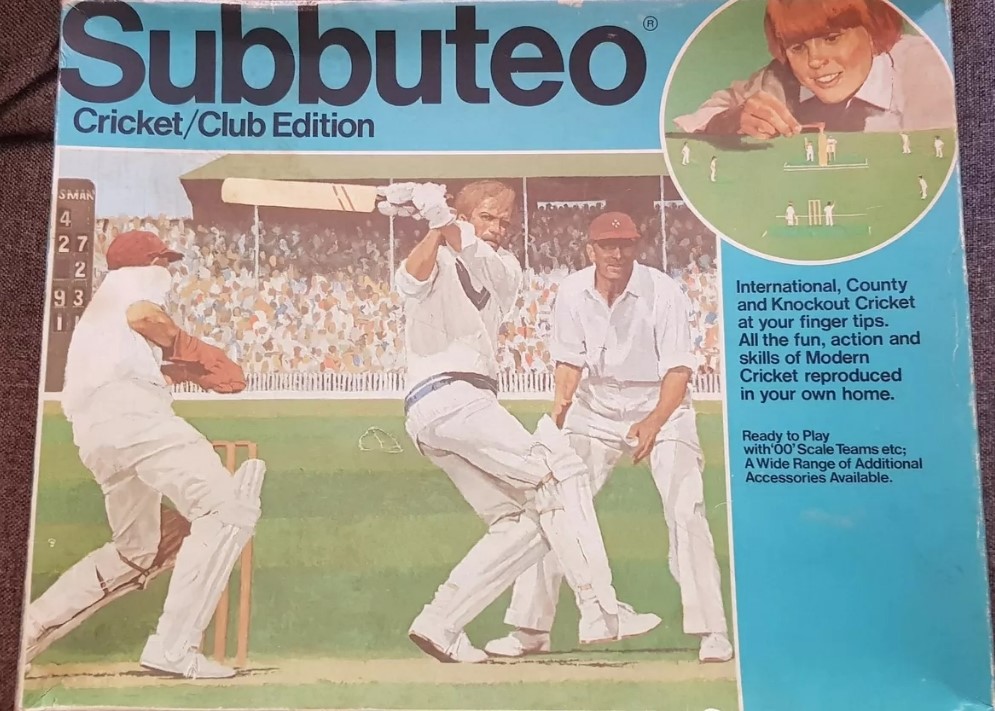 Subbuteo®
Cricket/Club Edition
SMAN
4
27
2
93
International, County
and Knockout Cricket
at your finger tips.
All the fun, action and
skills of Modern
Cricket reproduced
in your own home.
Ready to Play
with‘00’ Scale Teams etc;
A Wide Range of Additional
Accessories Available.